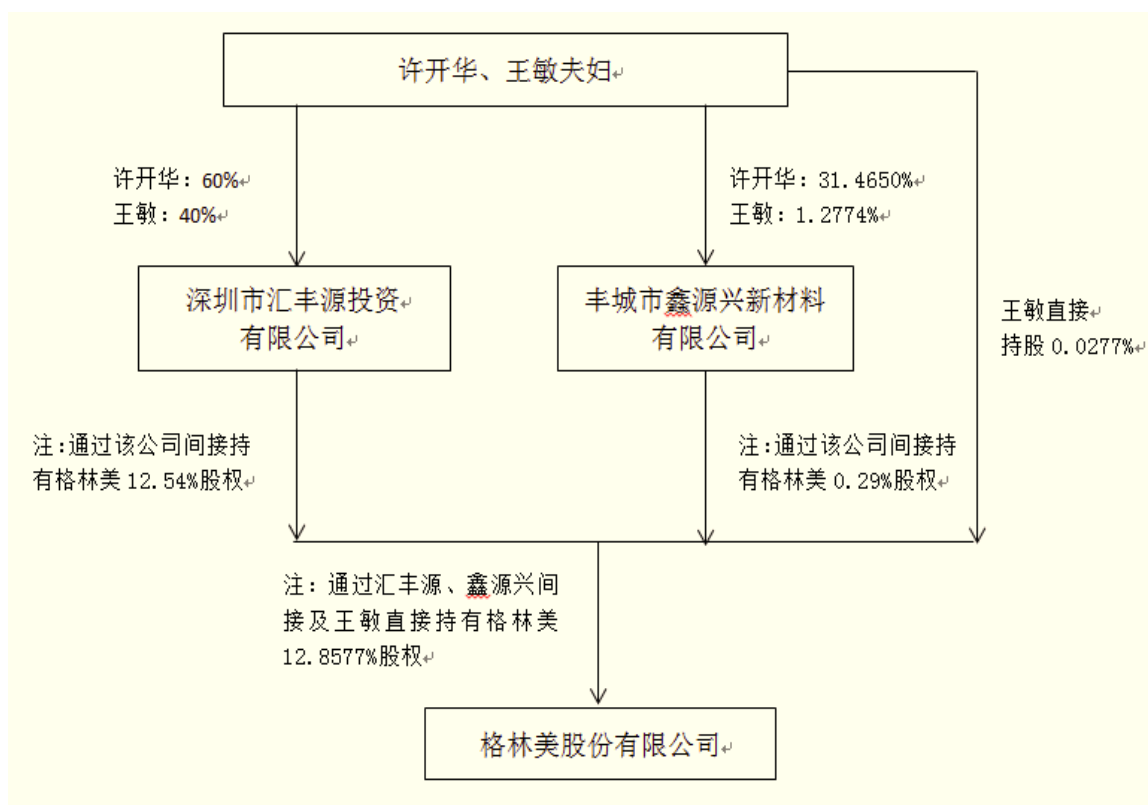 许开华、王敏夫妇
许开华：60%
王敏：40%
许开华：31.4650%
王敏：1.2774%
深圳市汇丰源投资
有限公司
丰城市鑫源兴新材料
有限公司
王敏直接
持股 0.0277%
注:通过该公司间接持
有格林美 12.54%股权
注:通过该公司间接持
有格林美 0.29%股权
注：通过汇丰源、鑫源兴间
接及王敏直接持有格林美
12.8577%股权
格林美股份有限公司